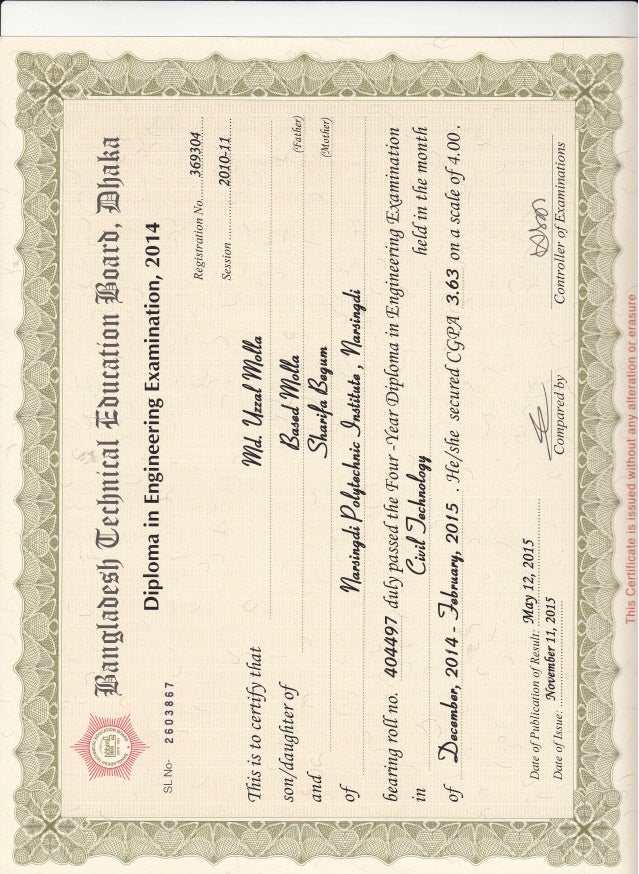 Bangladesh Technical Education Board, Dhaka
Diploma in Engineering Examination, 2014
SL No- 2603867
Registration No. 369304
Session 2010-11
This is to certify that Md. Uzzal Molla
son/daughter of Based Molla (Father)
and Sharifa Begum (Mother)
of Narsingdi Polytechnic Institute, Narsingdi
bearing roll no. 404497 duly passed the Four-Year Diploma in Engineering Examination
in Civil Technology held in the month
of December, 2014 - February, 2015. He/she secured CGPA 3.63 on a scale of 4.00.
Date of Publication of Result: May 12, 2015
Date of Issue: November 11, 2015
Compared by
Controller of Examinations
This Certificate is issued without any alteration or erasure